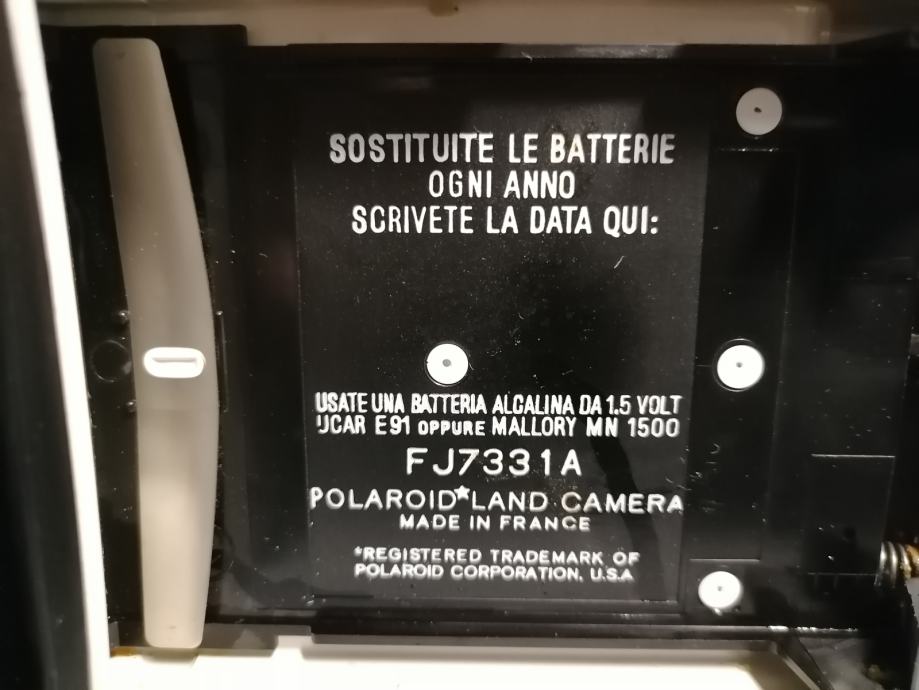 SOSTITUITE LE BATTERIE
OGNI ANNO
SCRIVETE LA DATA QUI:
USATE UNA BATTERIA ALCALINA DA 1.5 VOLT
UCAR E91 OPPURE MALLORY MN 1500
FJ7331A
POLAROID*LAND CAMERA
MADE IN FRANCE
*REGISTERED TRADEMARK OF
POLAROID CORPORATION, U.S.A